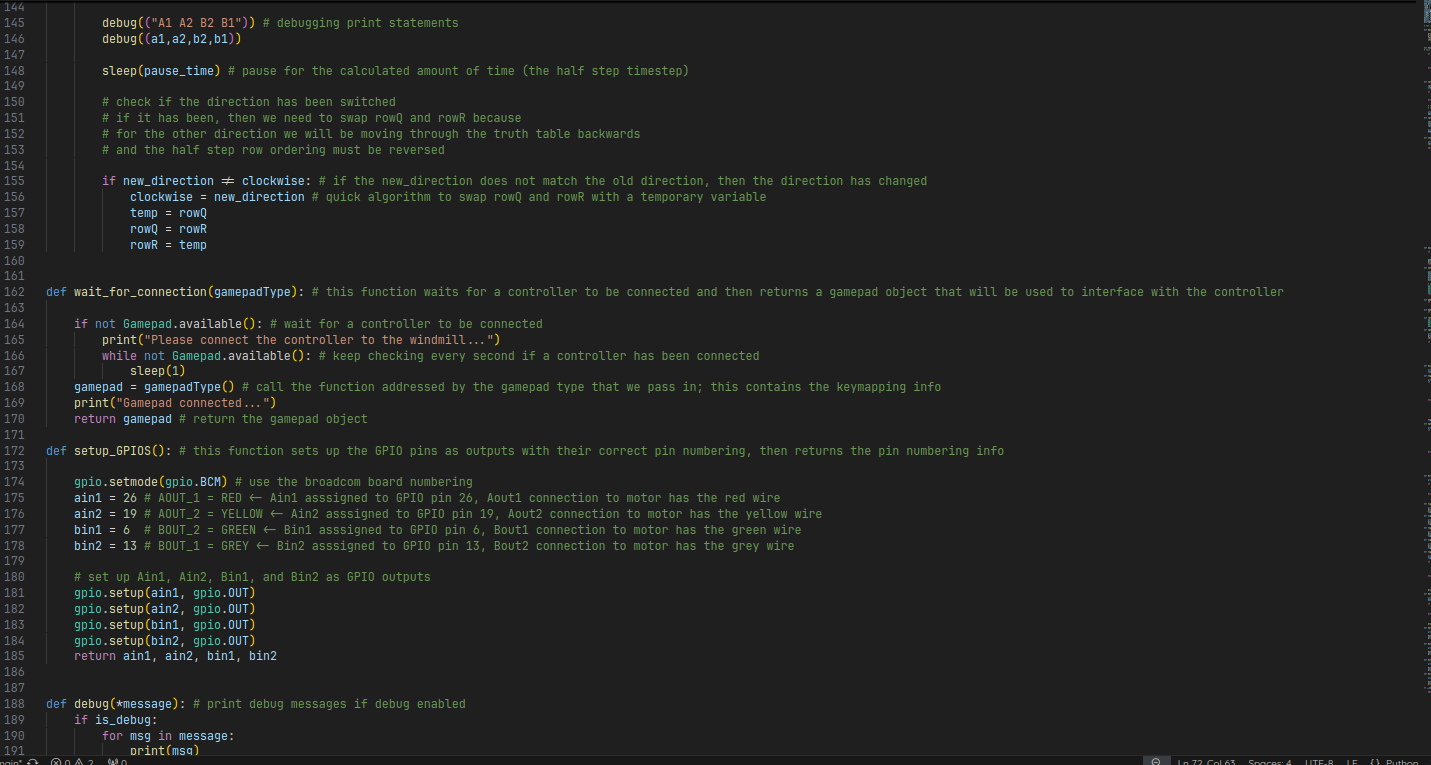 144
145 debug(("A1 A2 B2 B1")) # debugging print statements
146 debug((a1,a2,b2,b1))
147
148 sleep(pause_time) # pause for the calculated amount of time (the half step timestep)
149
150 # check if the direction has been switched
151 # if it has been, then we need to swap rowQ and rowR because
152 # for the other direction we will be moving through the truth table backwards
153 # and the half step row ordering must be reversed
154
155 if new_direction != clockwise: # if the new_direction does not match the old direction, then the direction has changed
156 clockwise = new_direction # quick algorithm to swap rowQ and rowR with a temporary variable
157 temp = rowQ
158 rowQ = rowR
159 rowR = temp
160
161
162 def wait_for_connection(gamepadType): # this function waits for a controller to be connected and then returns a gamepad object that will be used to interface with the controller
163
164 if not Gamepad.available(): # wait for a controller to be connected
165 print("Please connect the controller to the windmill...")
166 while not Gamepad.available(): # keep checking every second if a controller has been connected
167 sleep(1)
168 gamepad = gamepadType() # call the function addressed by the gamepad type that we pass in; this contains the keymapping info
169 print("Gamepad connected...")
170 return gamepad # return the gamepad object
171
172 def setup_GPIOS(): # this function sets up the GPIO pins as outputs with their correct pin numbering, then returns the pin numbering info
173
174 gpio.setmode(gpio.BCM) # use the broadcom board numbering
175 ain1 = 26 # AOUT_1 = RED <- Ain1 asssigned to GPIO pin 26, Aout1 connection to motor has the red wire
176 ain2 = 19 # AOUT_2 = YELLOW <- Ain2 asssigned to GPIO pin 19, Aout2 connection to motor has the yellow wire
177 bin1 = 6 # BOUT_2 = GREEN <- Bin1 asssigned to GPIO pin 6, Bout1 connection to motor has the green wire
178 bin2 = 13 # BOUT_1 = GREY <- Bin2 asssigned to GPIO pin 13, Bout2 connection to motor has the grey wire
179
180 # set up Ain1, Ain2, Bin1, and Bin2 as GPIO outputs
181 gpio.setup(ain1, gpio.OUT)
182 gpio.setup(ain2, gpio.OUT)
183 gpio.setup(bin1, gpio.OUT)
184 gpio.setup(bin2, gpio.OUT)
185 return ain1, ain2, bin1, bin2
186
187
188 def debug(*message): # print debug messages if debug enabled
189 if is_debug:
190 for msg in message:
191 print(msg)
main* 0 2 0 Ln 72, Col 63 Spaces: 4 UTF-8 LF {} Python